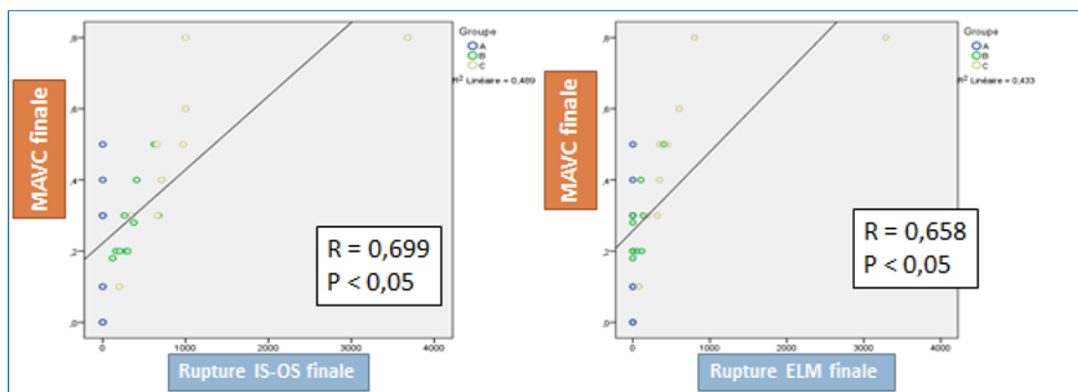 ,8
,6
,4
,2
,0
MAVC finale
0
1000
2000
3000
4000
Rupture IS-OS finale
Groupe
A
B
C
R² Linéaire = 0,489
R = 0,699
P < 0,05
,8
,6
,4
,2
,0
MAVC finale
0
1000
2000
3000
4000
Rupture ELM finale
Groupe
A
B
C
R² Linéaire = 0,433
R = 0,658
P < 0,05